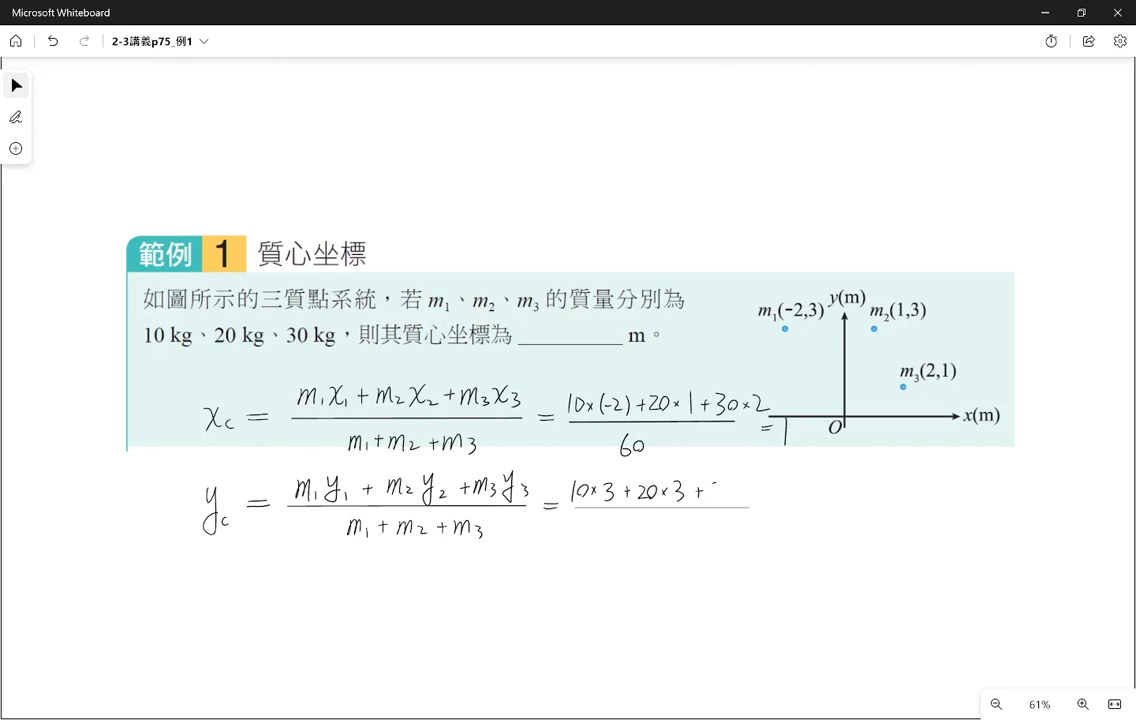 Microsoft Whiteboard
2-3講義p75_例1
範例 1 質心坐標
如圖所示的三質點系統，若 m₁、m₂、m₃ 的質量分別為
10 kg、20 kg、30 kg，則其質心坐標為 __________ m。
y(m)
m₁(−2,3)
m₂(1,3)
m₃(2,1)
O
x(m)
x_c = (m₁x₁ + m₂x₂ + m₃x₃) / (m₁ + m₂ + m₃) = (10×(-2) + 20×1 + 30×2) / 60 = 1
y_c = (m₁y₁ + m₂y₂ + m₃y₃) / (m₁ + m₂ + m₃) = 10×3 + 20×3 +
61%